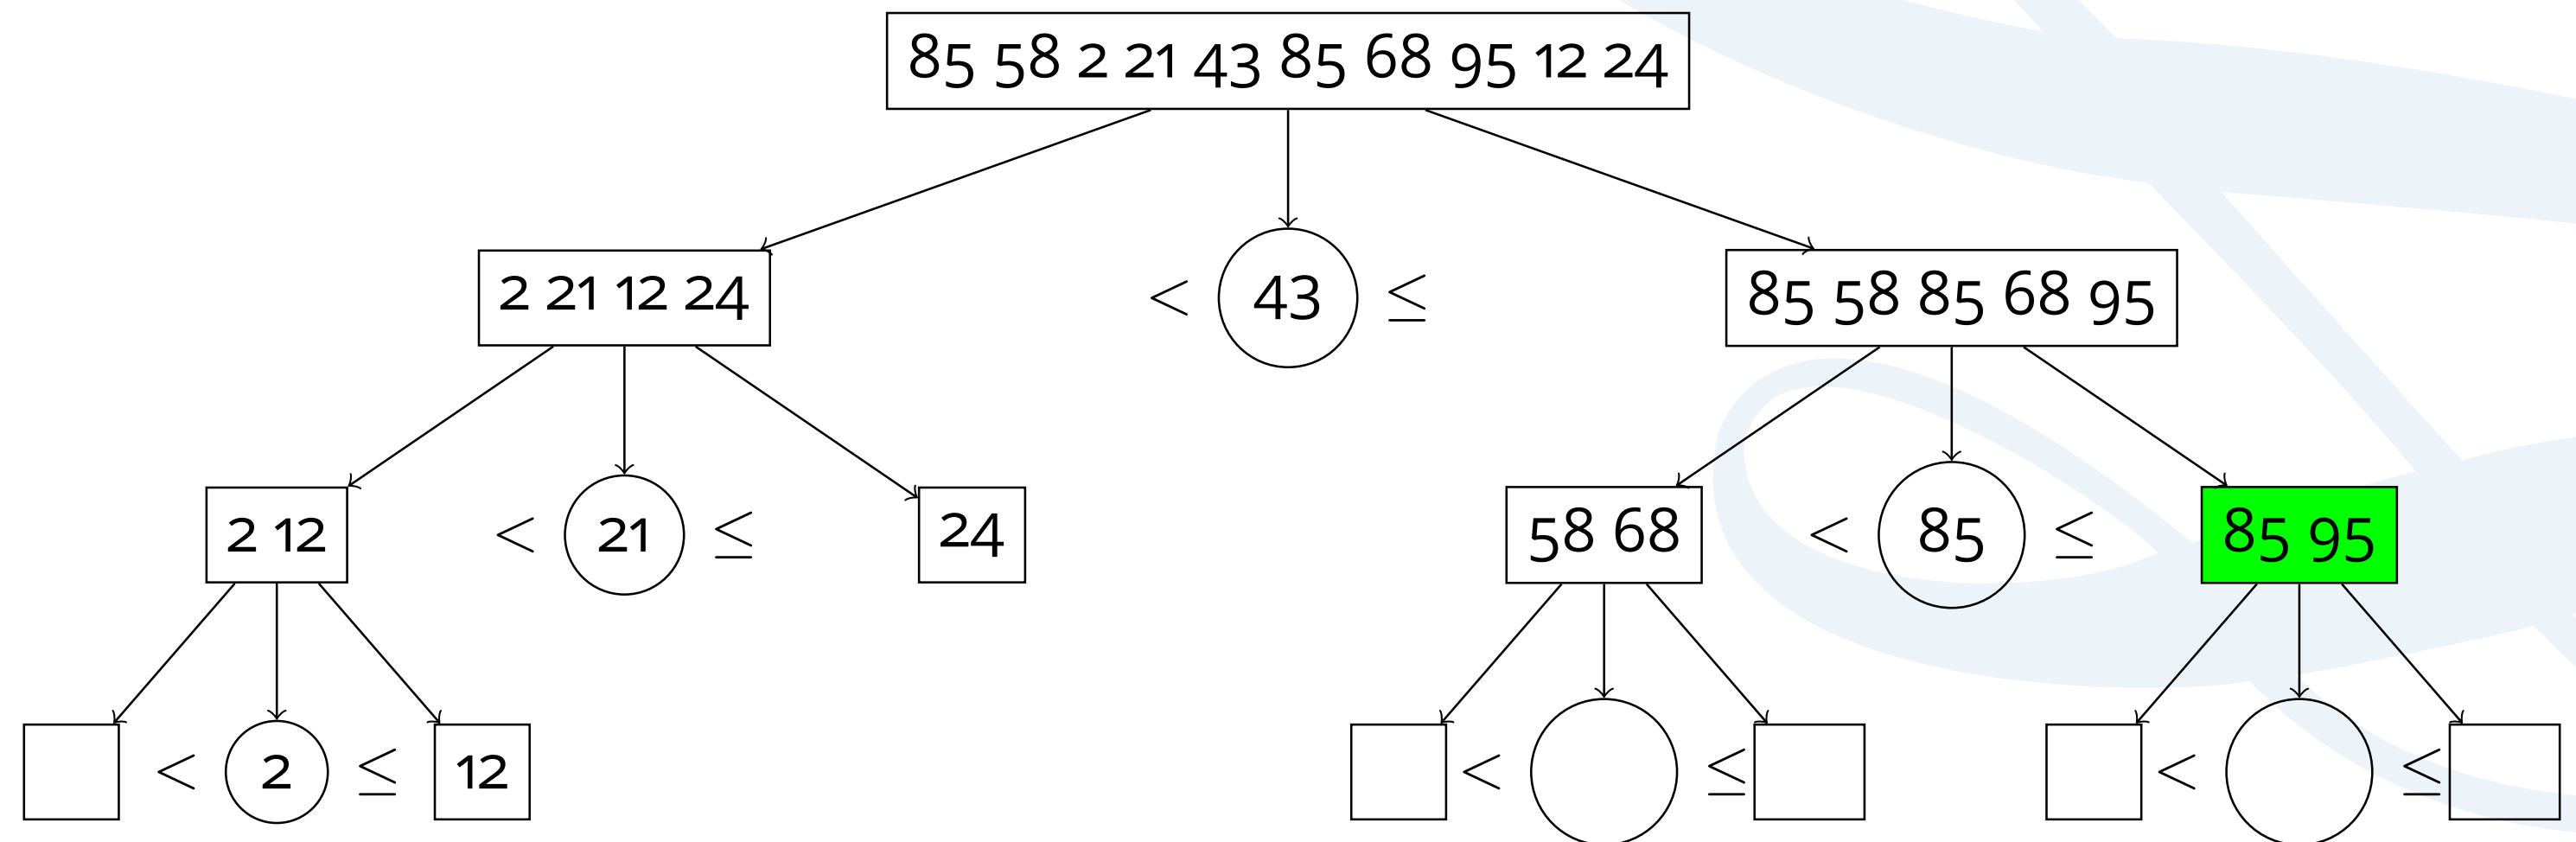 85 58 2 21 43 85 68 95 12 24
2 21 12 24 < 43 ≤ 85 58 85 68 95
2 12 < 21 ≤ 24 58 68 < 85 ≤ 85 95
< 2 ≤ 12 < ≤ < ≤